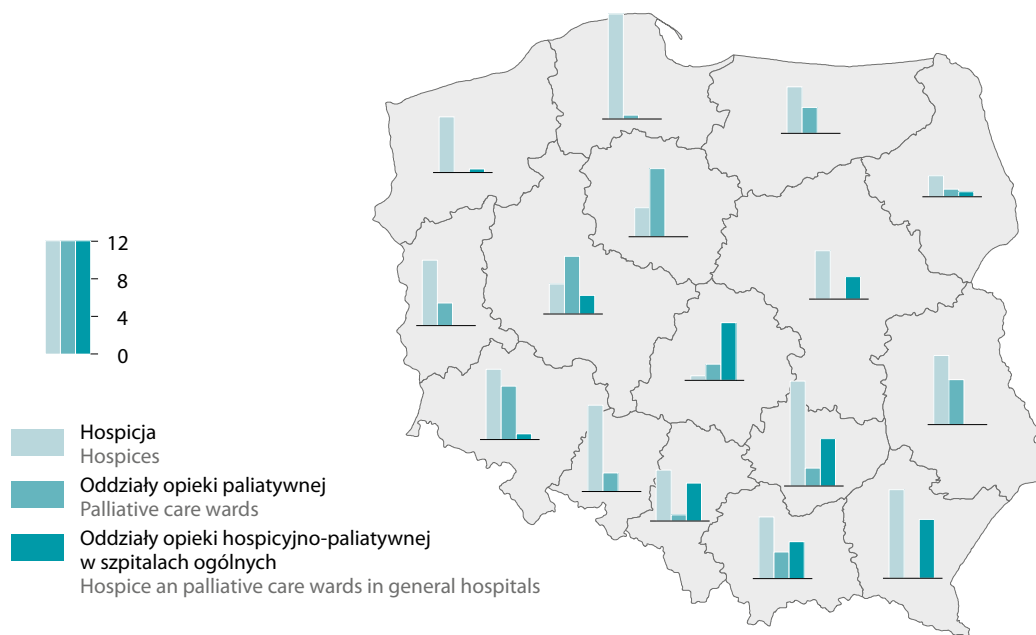 12
8
4
0
Hospicja
Hospices
Oddziały opieki paliatywnej
Palliative care wards
Oddziały opieki hospicyjno-paliatywnej
w szpitalach ogólnych
Hospice an palliative care wards in general hospitals